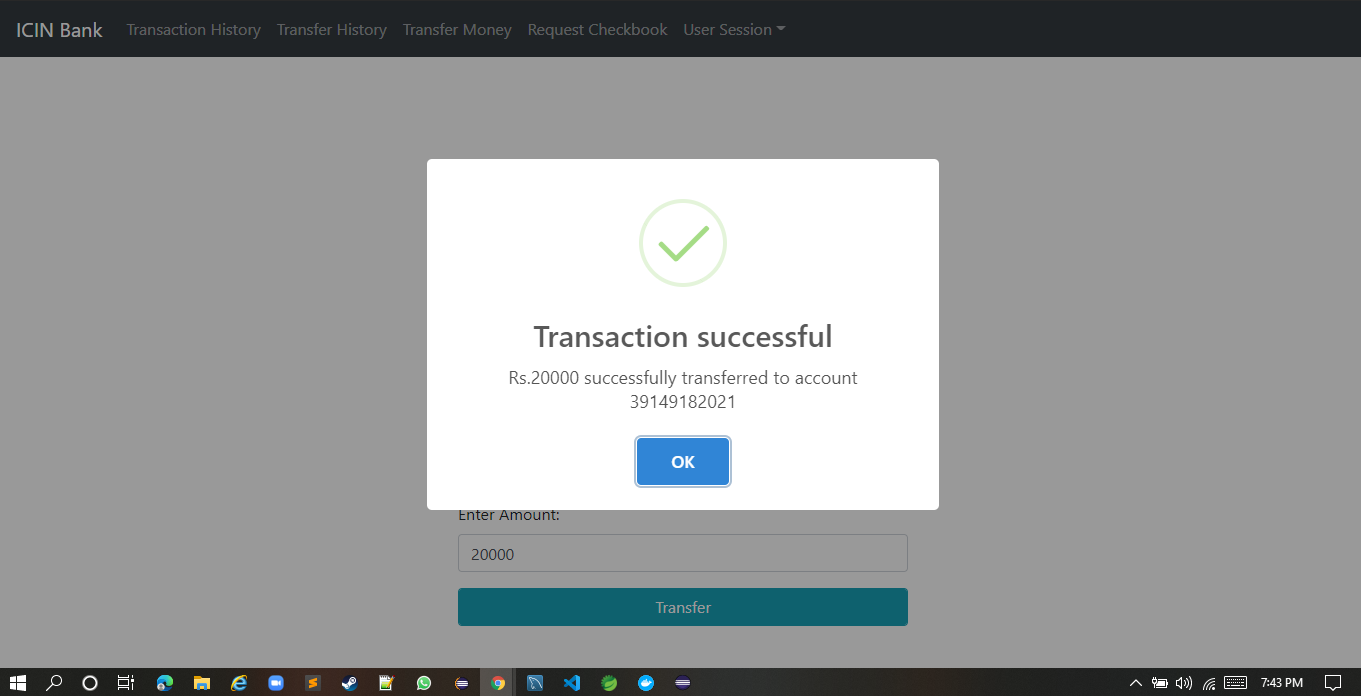 ICIN Bank Transaction History Transfer History Transfer Money Request Checkbook User Session
Transaction successful
Rs.20000 successfully transferred to account
39149182021
OK
Enter Amount:
20000
Transfer
7:43 PM